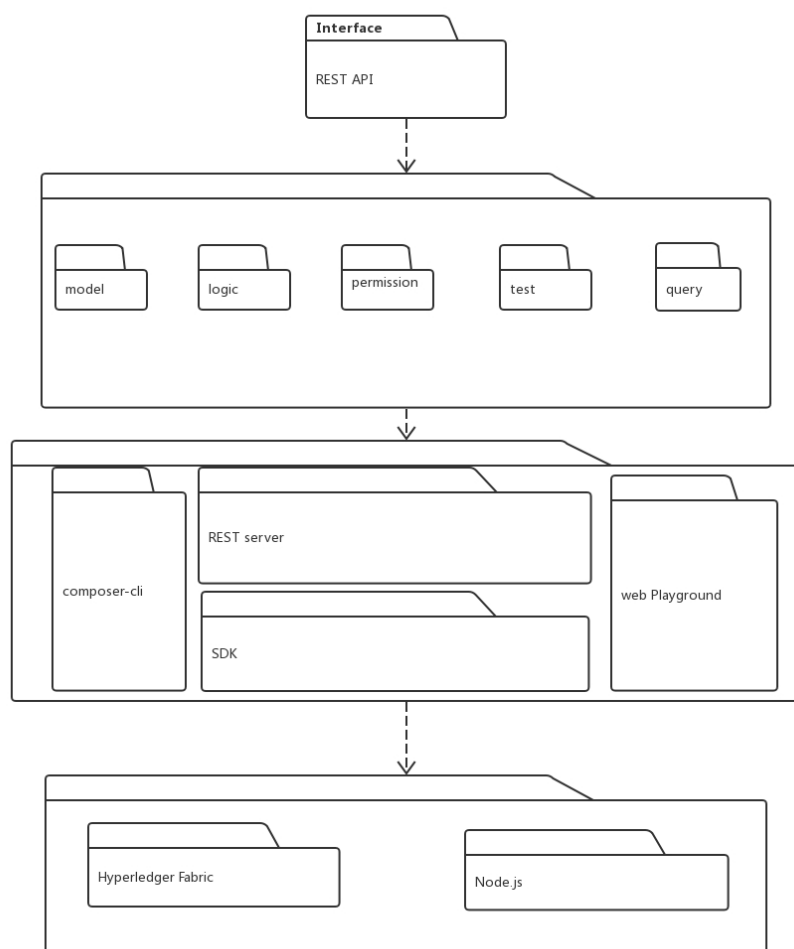 Interface
REST API
model
logic
permission
test
query
composer-cli
REST server
SDK
web Playground
Hyperledger Fabric
Node.js